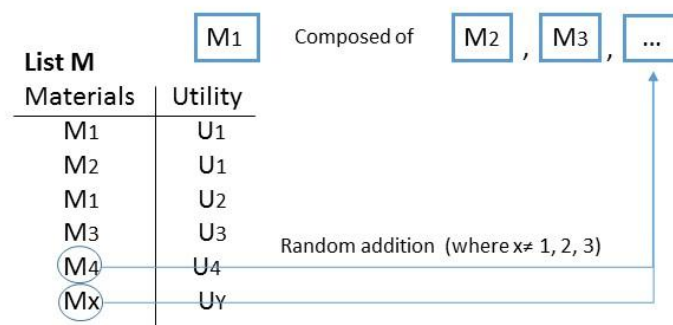 M1 Composed of M2 , M3 , ...
List M
Materials Utility
M1 U1
M2 U1
M1 U2
M3 U3
Random addition (where x≠ 1, 2, 3)
M4 U4
Mx UY